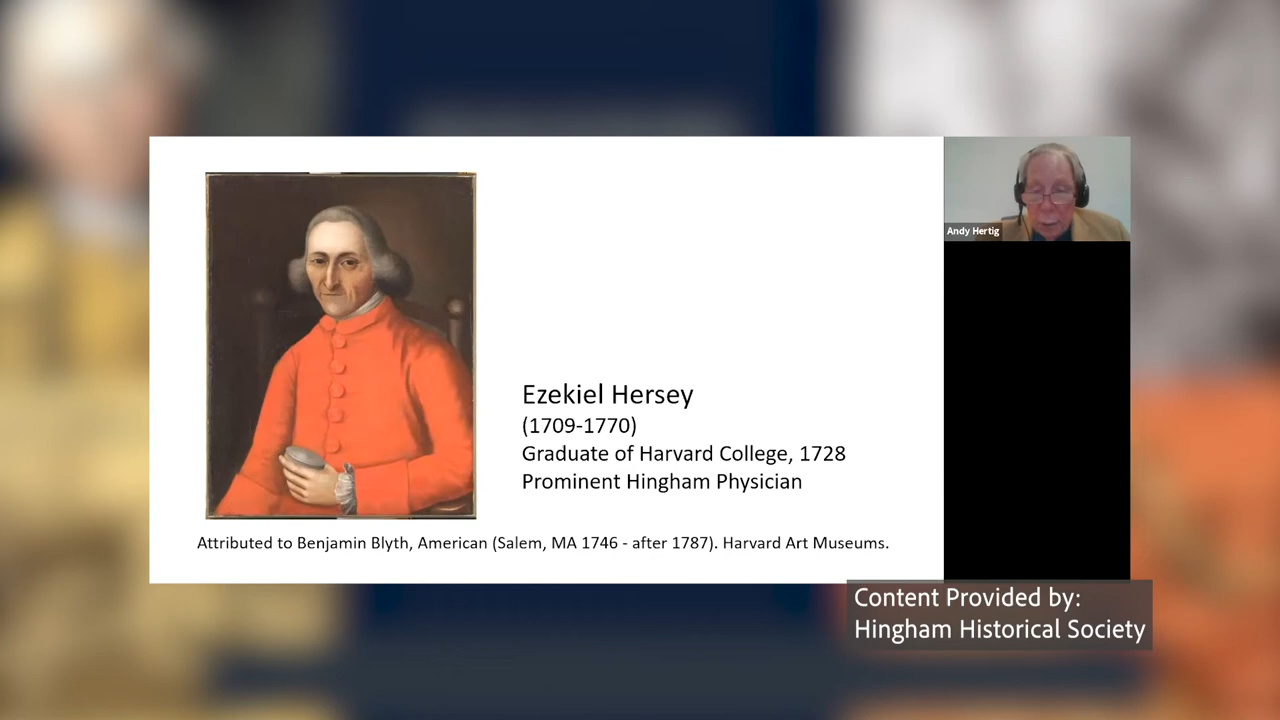 Andy Hertig
Ezekiel Hersey
(1709-1770)
Graduate of Harvard College, 1728
Prominent Hingham Physician
Attributed to Benjamin Blyth, American (Salem, MA 1746 - after 1787). Harvard Art Museums.
Content Provided by:
Hingham Historical Society